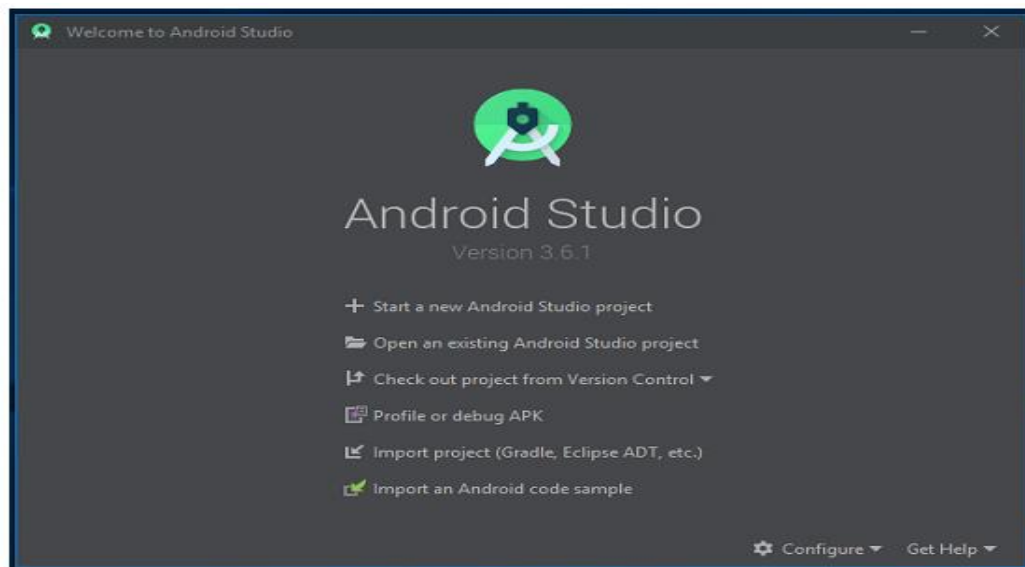 Welcome to Android Studio
Android Studio
Version 3.6.1
Start a new Android Studio project
Open an existing Android Studio project
Check out project from Version Control
Profile or debug APK
Import project (Gradle, Eclipse ADT, etc.)
Import an Android code sample
Configure Get Help